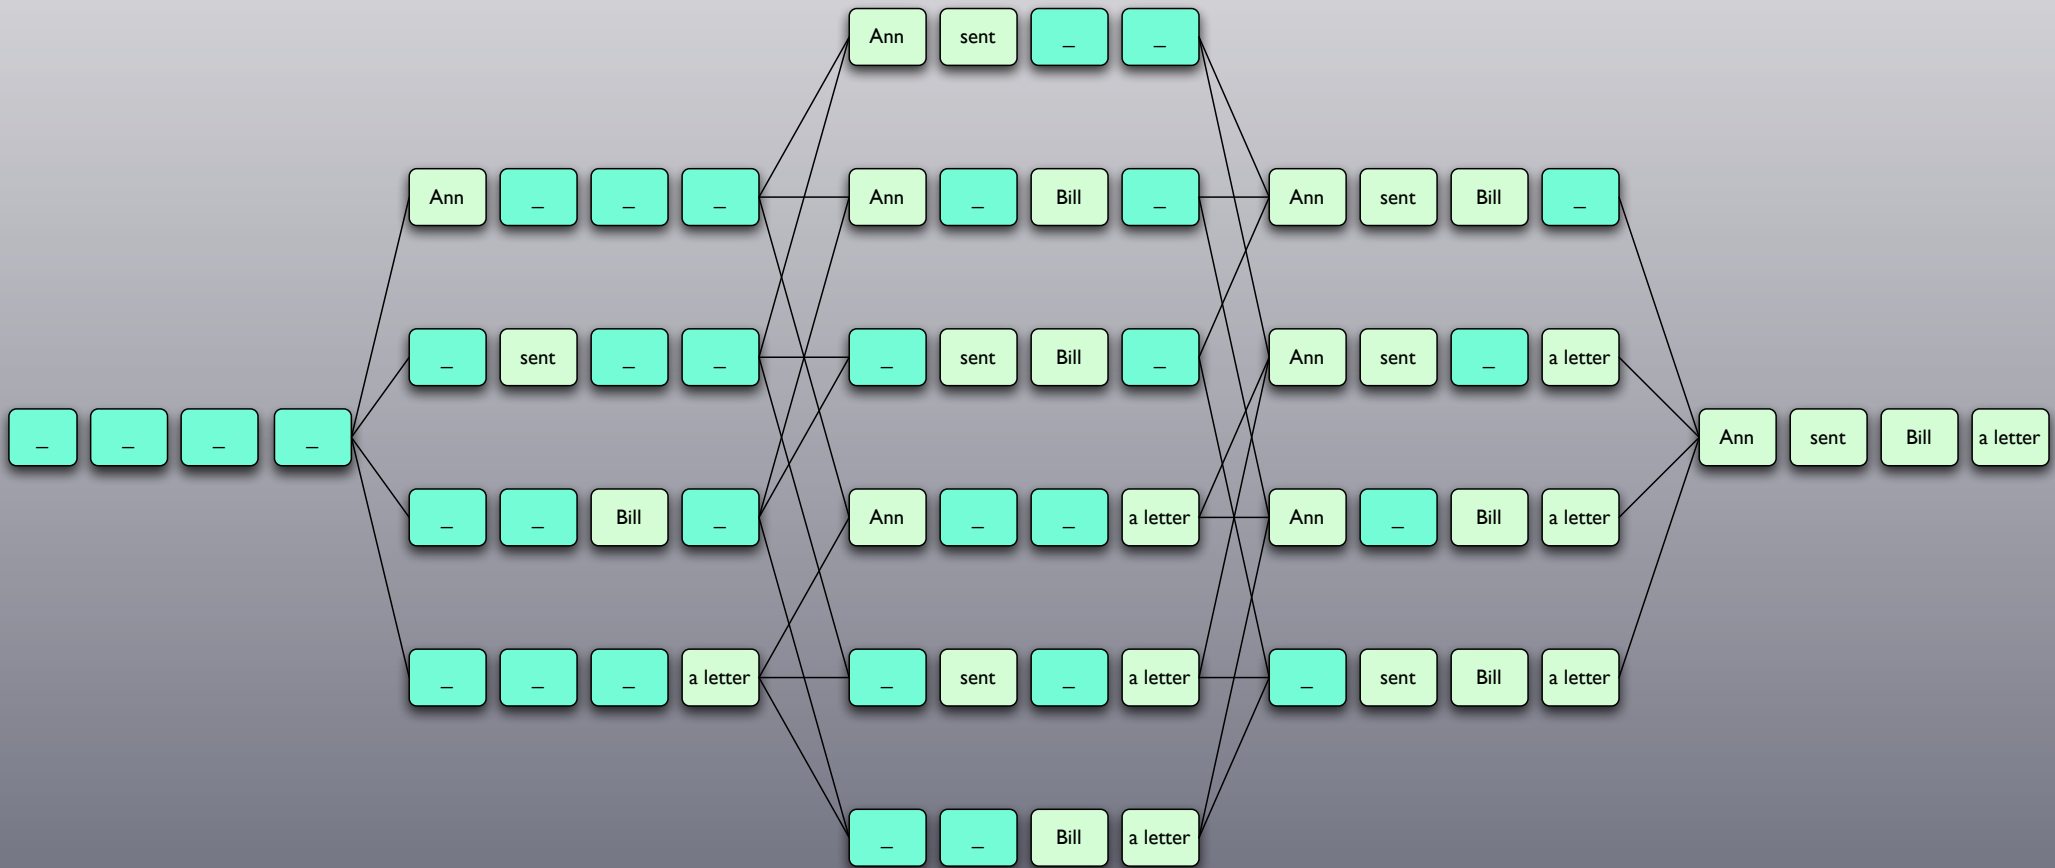 Ann sent _ _
Ann _ _ _ Ann _ Bill _ Ann sent Bill _
_ sent _ _ _ sent Bill _ Ann sent _ a letter
_ _ _ _ Ann sent Bill a letter
_ _ Bill _ Ann _ _ a letter Ann _ Bill a letter
_ _ _ a letter _ sent _ a letter _ sent Bill a letter
_ _ Bill a letter